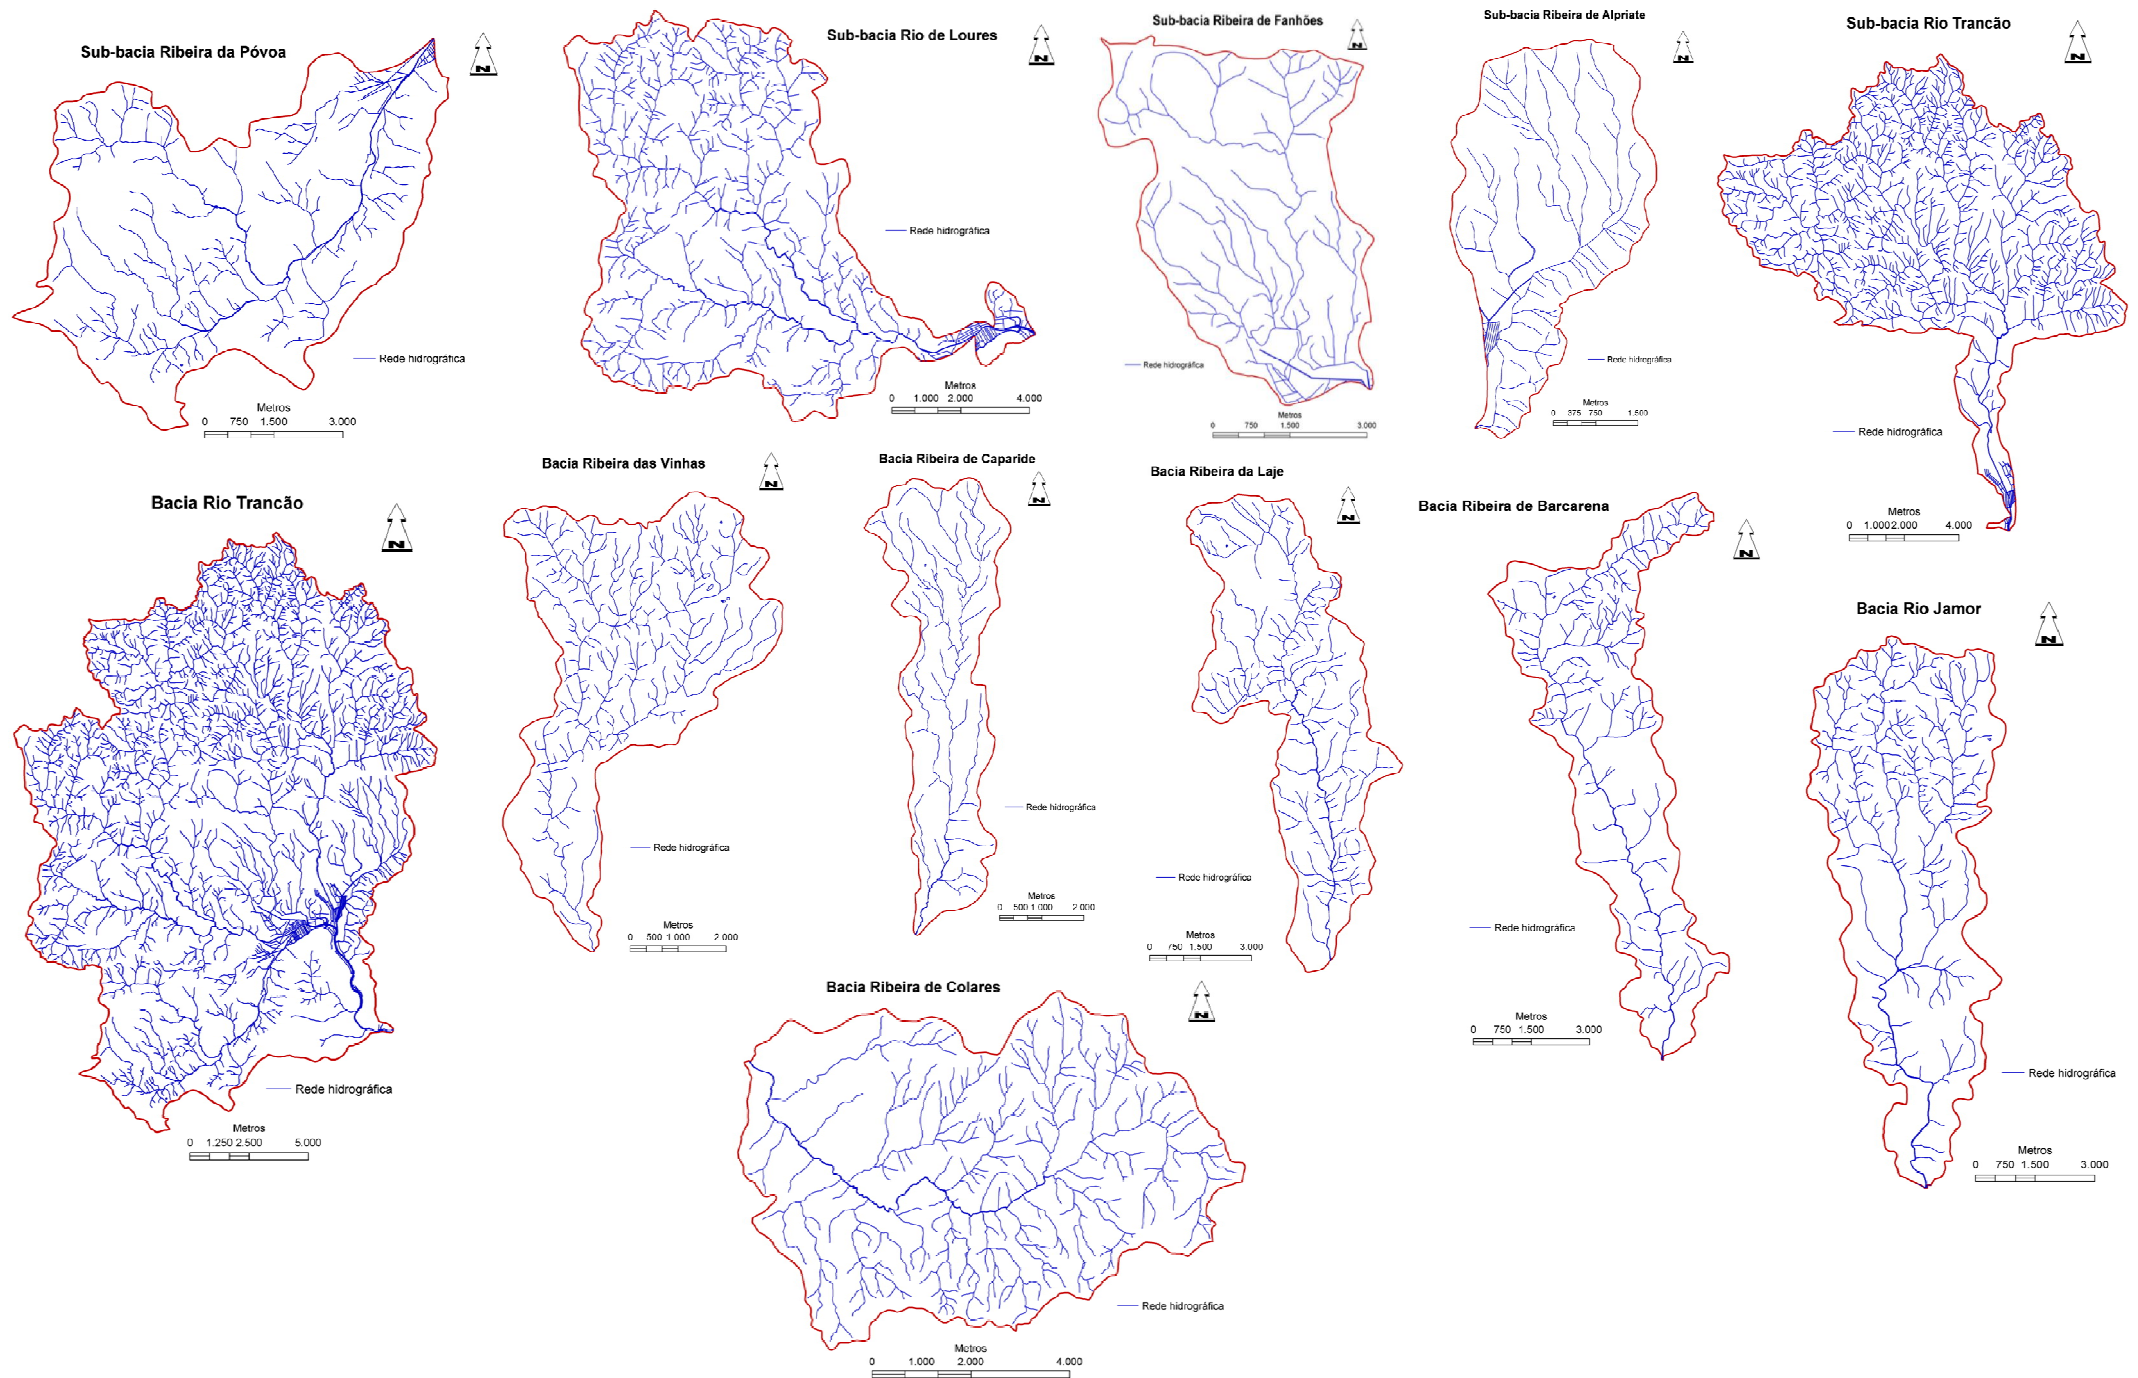 Sub-bacia Ribeira da Póvoa
N
Rede hidrográfica
Metros
0 750 1.500 3.000
Sub-bacia Rio de Loures
N
Rede hidrográfica
Metros
0 1.000 2.000 4.000
Sub-bacia Ribeira de Fanhões
N
Rede hidrográfica
Metros
0 750 1.500 3.000
Sub-bacia Ribeira de Alpriate
N
Rede hidrográfica
Metros
0 375 750 1.500
Sub-bacia Rio Trancão
N
Rede hidrográfica
Metros
0 1.000 2.000 4.000
Bacia Rio Trancão
N
Rede hidrográfica
Metros
0 1.250 2.500 5.000
Bacia Ribeira das Vinhas
N
Rede hidrográfica
Metros
0 500 1.000 2.000
Bacia Ribeira de Caparide
N
Rede hidrográfica
Metros
0 500 1.000 2.000
Bacia Ribeira da Laje
N
Rede hidrográfica
Metros
0 750 1.500 3.000
Bacia Ribeira de Barcarena
N
Rede hidrográfica
Metros
0 750 1.500 3.000
Bacia Rio Jamor
N
Rede hidrográfica
Metros
0 750 1.500 3.000
Bacia Ribeira de Colares
N
Rede hidrográfica
Metros
0 1.000 2.000 4.000